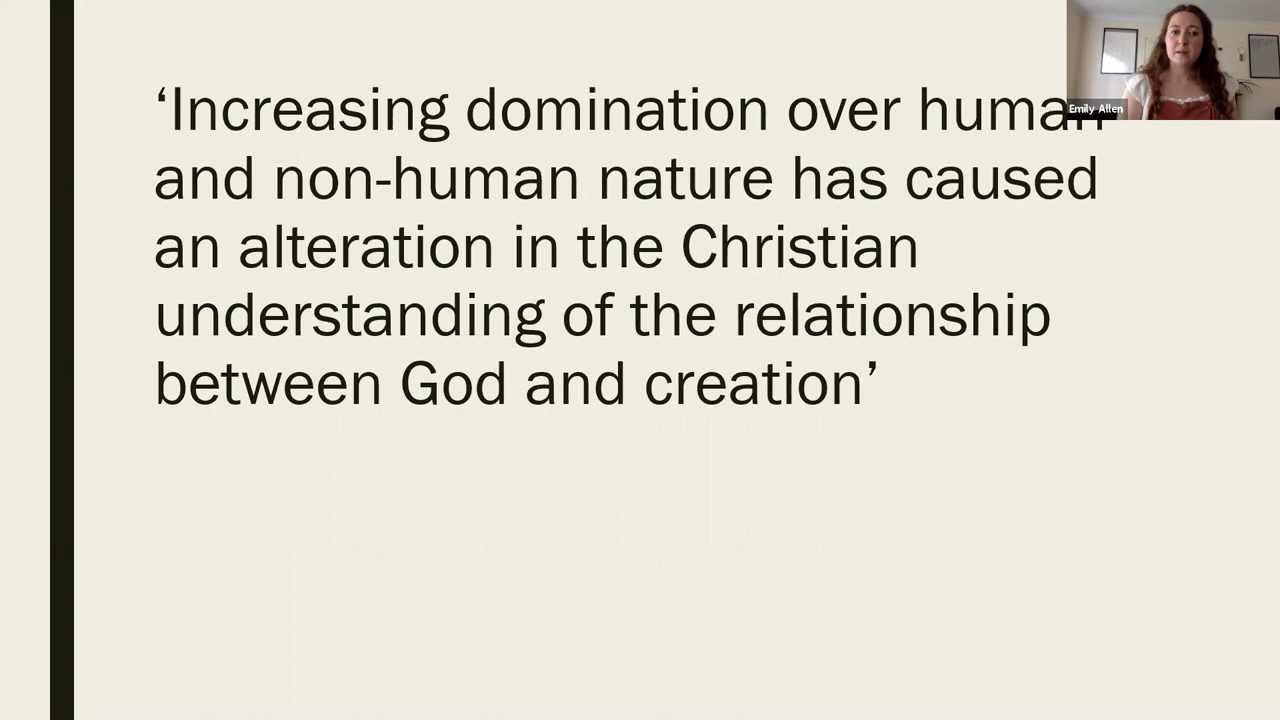 ‘Increasing domination over human
and non-human nature has caused
an alteration in the Christian
understanding of the relationship
between God and creation’
Emily Allen